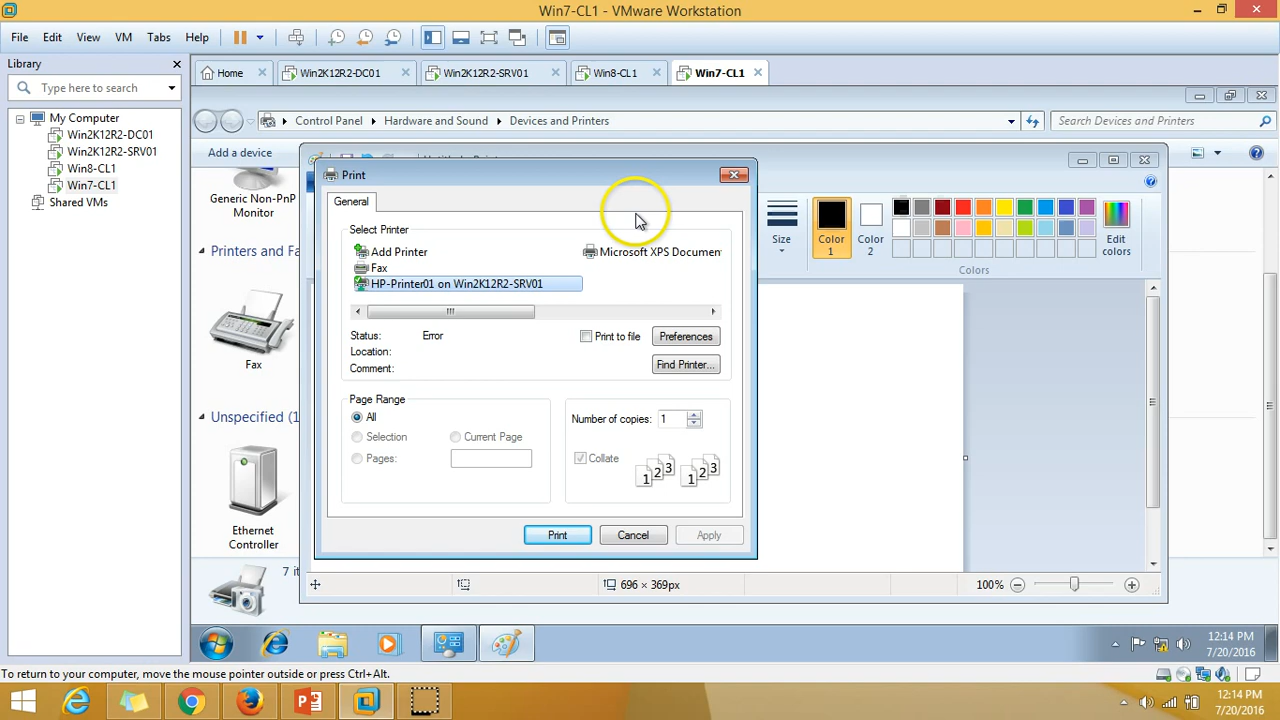 Win7-CL1 - VMware Workstation
File Edit View VM Tabs Help
Library
Type here to search
My Computer
Win2K12R2-DC01
Win2K12R2-SRV01
Win8-CL1
Win7-CL1
Shared VMs
Home Win2K12R2-DC01 Win2K12R2-SRV01 Win8-CL1 Win7-CL1
Control Panel Hardware and Sound Devices and Printers Search Devices and Printers
Add a device
Generic Non-PnP
Monitor
Printers and Fa
Fax
Unspecified (1
Ethernet
Controller
7 it
Print
General
Select Printer
Add Printer Microsoft XPS Documen
Fax
HP-Printer01 on Win2K12R2-SRV01
Status: Error Print to file Preferences
Location:
Comment: Find Printer...
Page Range
All
Selection Current Page
Pages:
Number of copies: 1
Collate
1 2 3 1 2 3
Print Cancel Apply
Size
Color
1
Color
2
Edit
colors
Colors
696 × 369px 100%
12:14 PM
7/20/2016
To return to your computer, move the mouse pointer outside or press Ctrl+Alt.
12:14 PM
7/20/2016